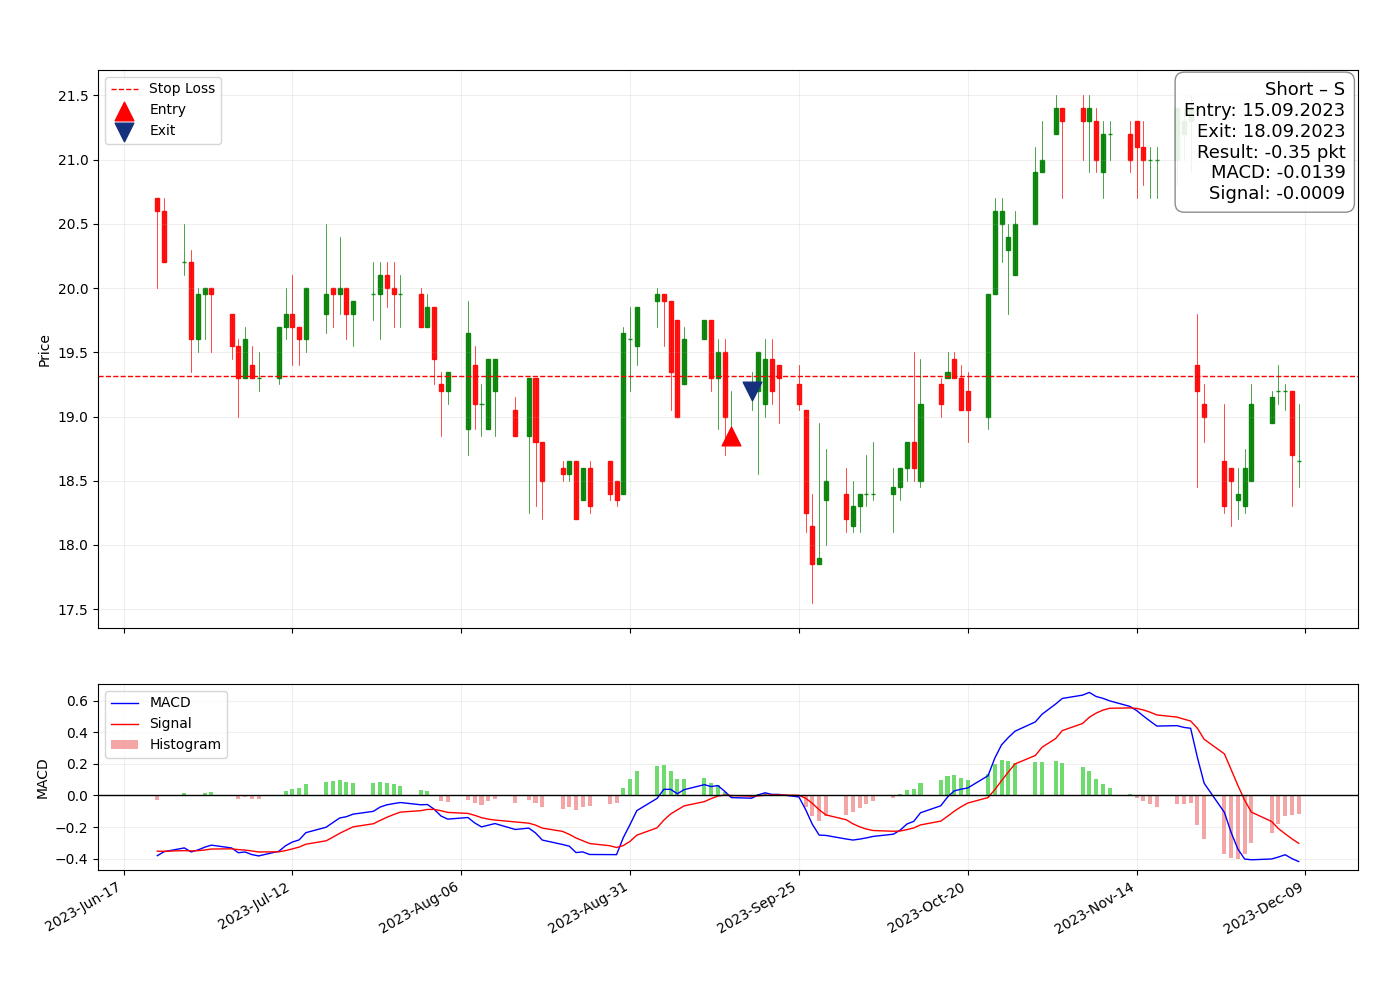 Stop Loss
Entry
Exit
Short – S
Entry: 15.09.2023
Exit: 18.09.2023
Result: -0.35 pkt
MACD: -0.0139
Signal: -0.0009
21.5
21.0
20.5
20.0
19.5
19.0
18.5
18.0
17.5
Price
MACD
Signal
Histogram
0.6
0.4
0.2
0.0
−0.2
−0.4
MACD
2023-Jun-17
2023-Jul-12
2023-Aug-06
2023-Aug-31
2023-Sep-25
2023-Oct-20
2023-Nov-14
2023-Dec-09